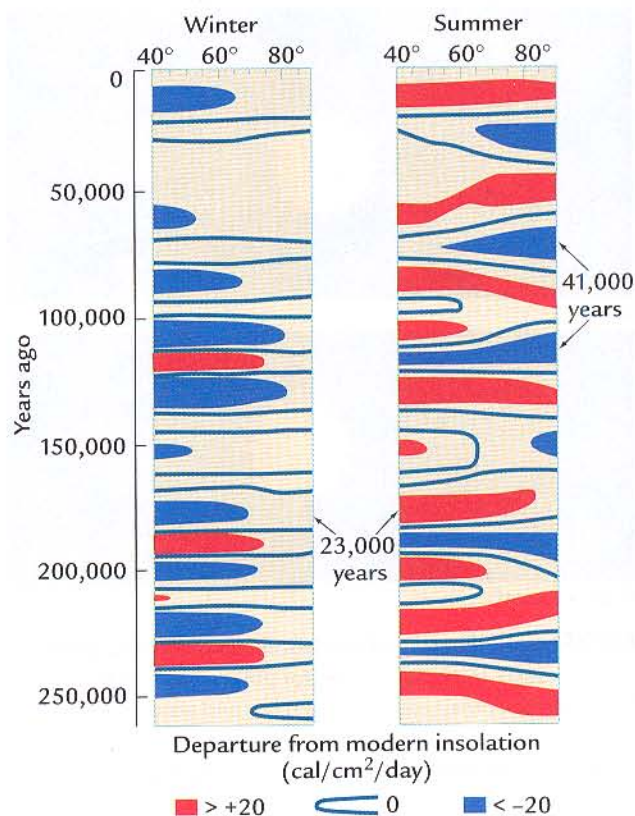 Winter Summer
40° 60° 80° 40° 60° 80°
0
50,000
100,000
150,000
200,000
250,000
Years ago
41,000
years
23,000
years
Departure from modern insolation
(cal/cm²/day)
> +20 0 < –20